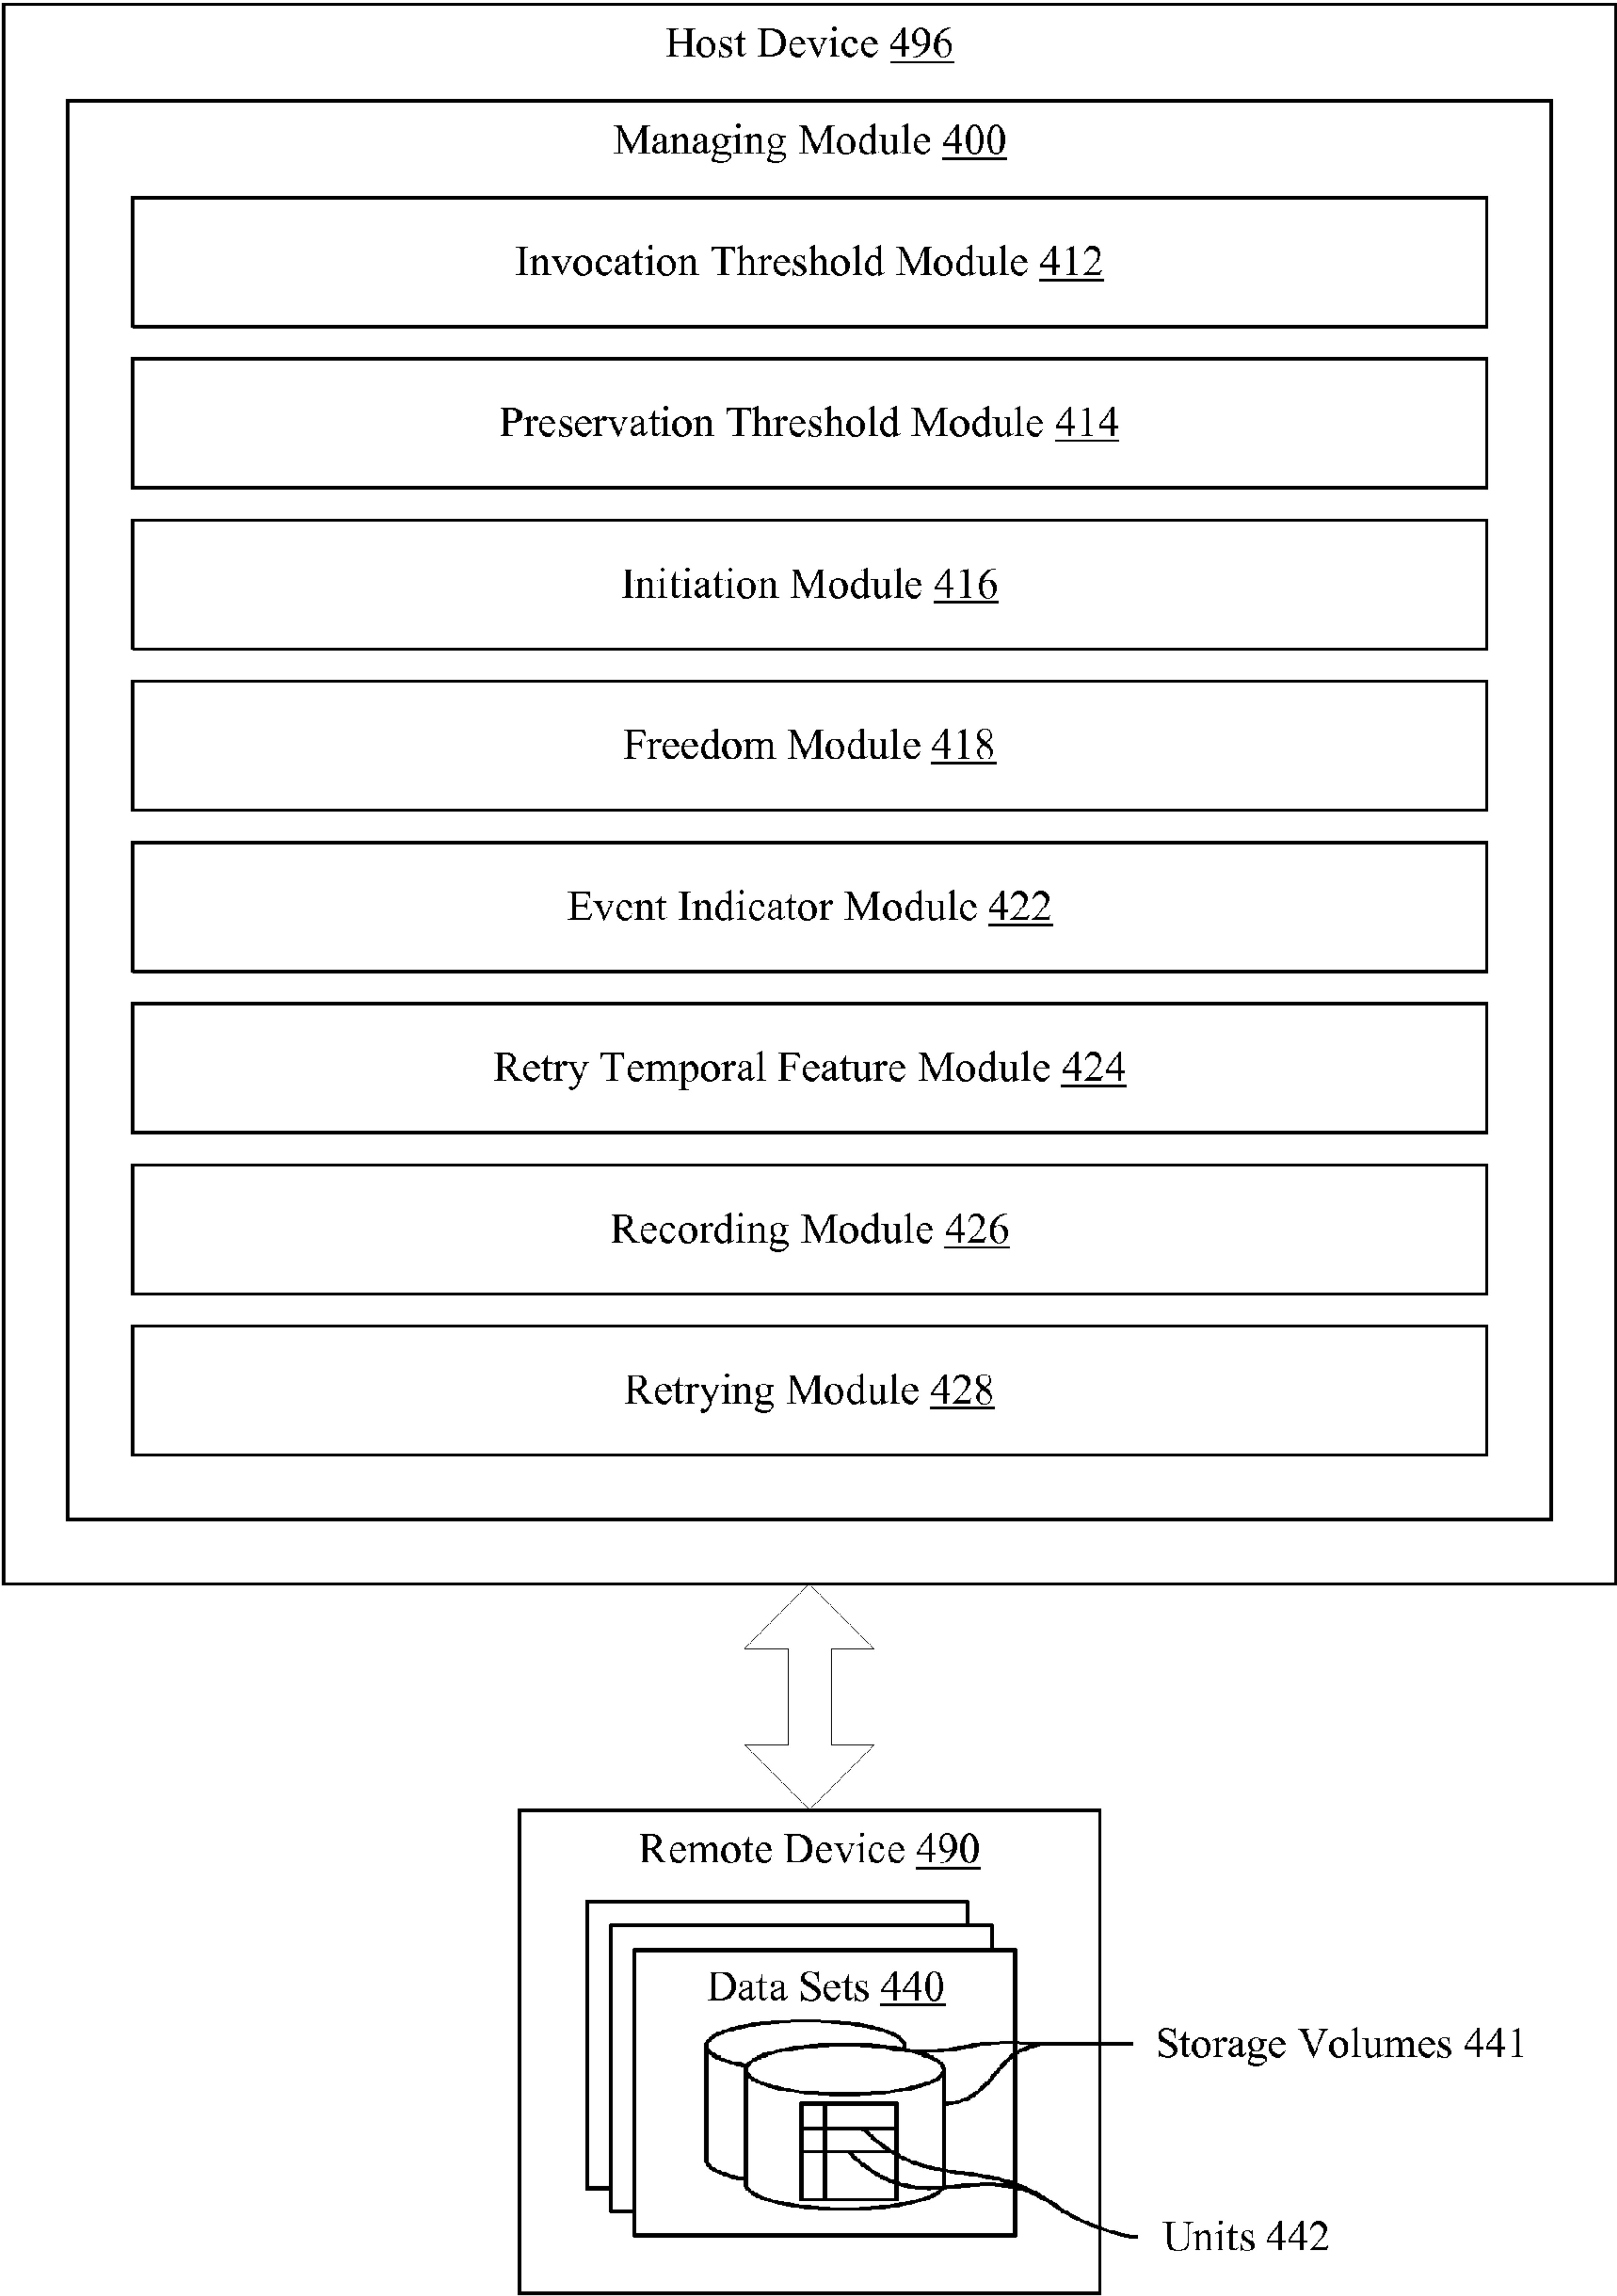 Host Device 496
Managing Module 400
Invocation Threshold Module 412
Preservation Threshold Module 414
Initiation Module 416
Freedom Module 418
Event Indicator Module 422
Retry Temporal Feature Module 424
Recording Module 426
Retrying Module 428
Remote Device 490
Data Sets 440
Storage Volumes 441
Units 442